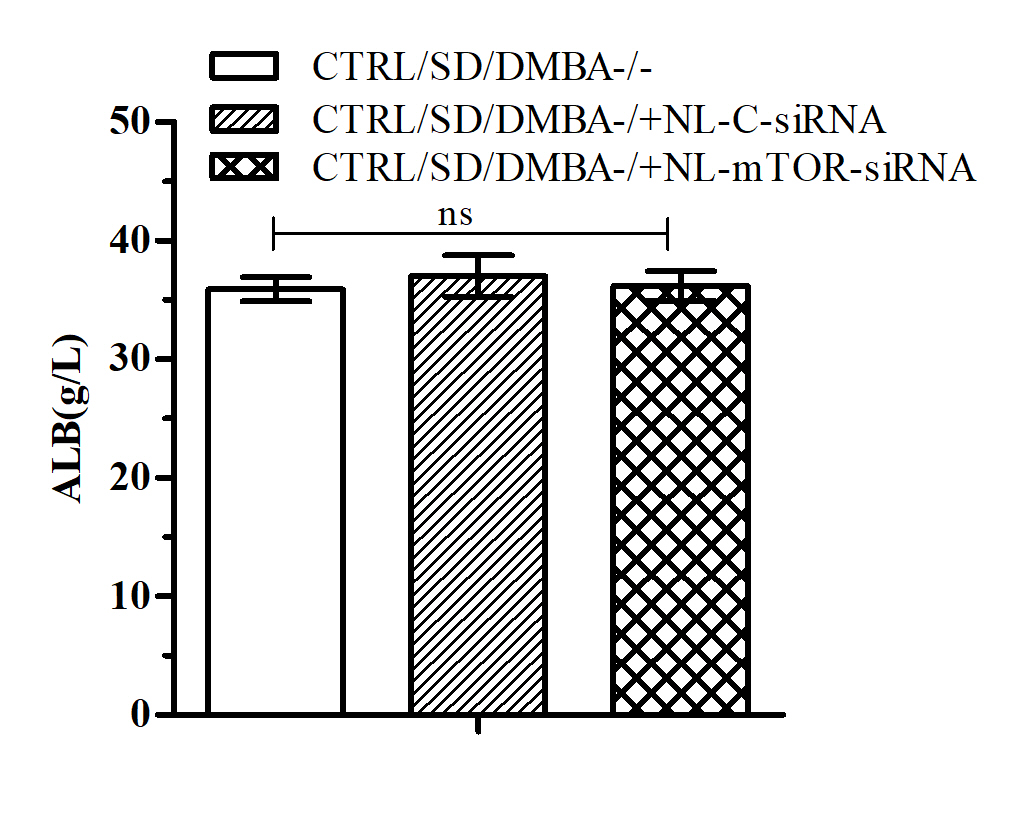 CTRL/SD/DMBA-/-
CTRL/SD/DMBA-/+NL-C-siRNA
CTRL/SD/DMBA-/+NL-mTOR-siRNA
ns
50
40
30
20
10
0
ALB(g/L)